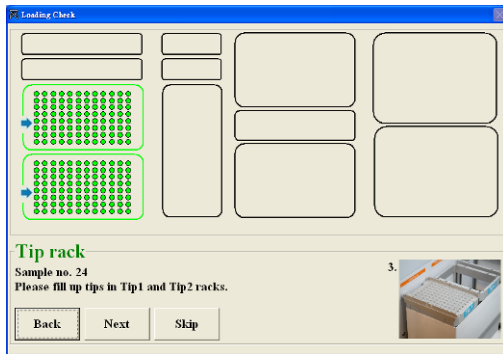 Loading Check
Tip rack
Sample no. 24
Please fill up tips in Tip1 and Tip2 racks.
3.
Back Next Skip